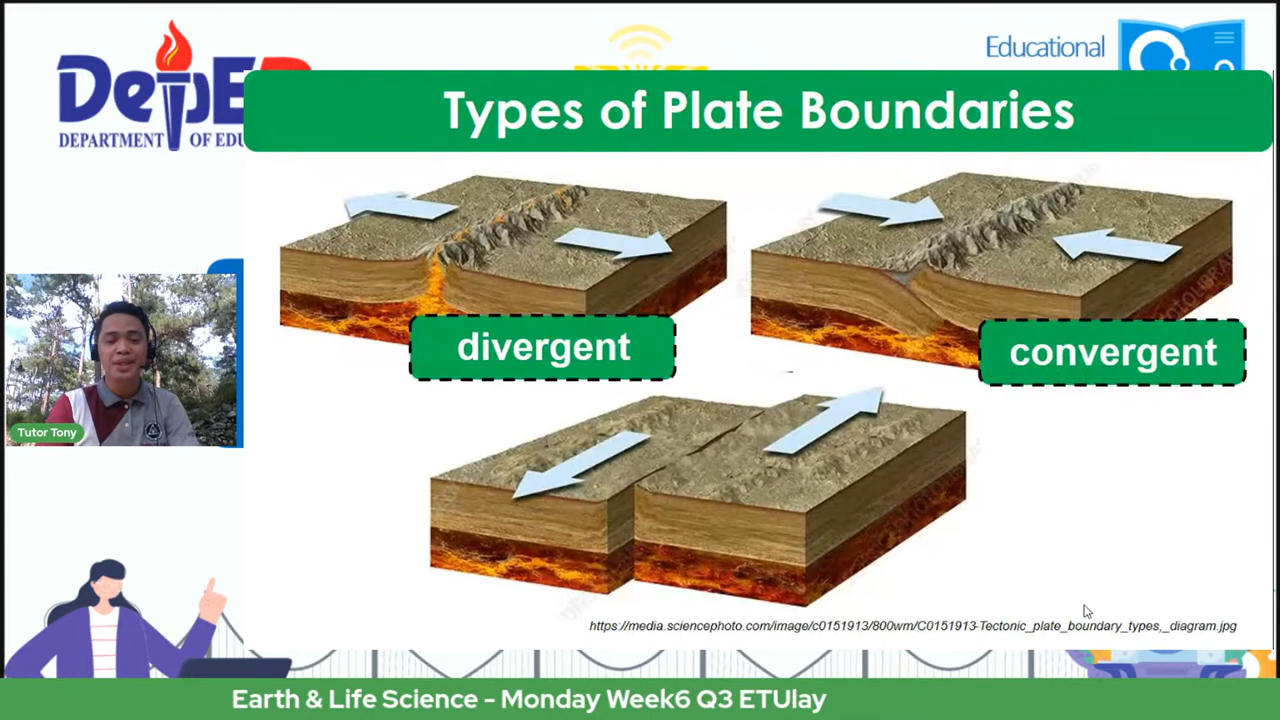 DepED
DEPARTMENT OF EDU
Educational
Types of Plate Boundaries
divergent
convergent
Tutor Tony
https://media.sciencephoto.com/image/c0151913/800wm/C0151913-Tectonic_plate_boundary_types,_diagram.jpg
Earth & Life Science - Monday Week6 Q3 ETUlay